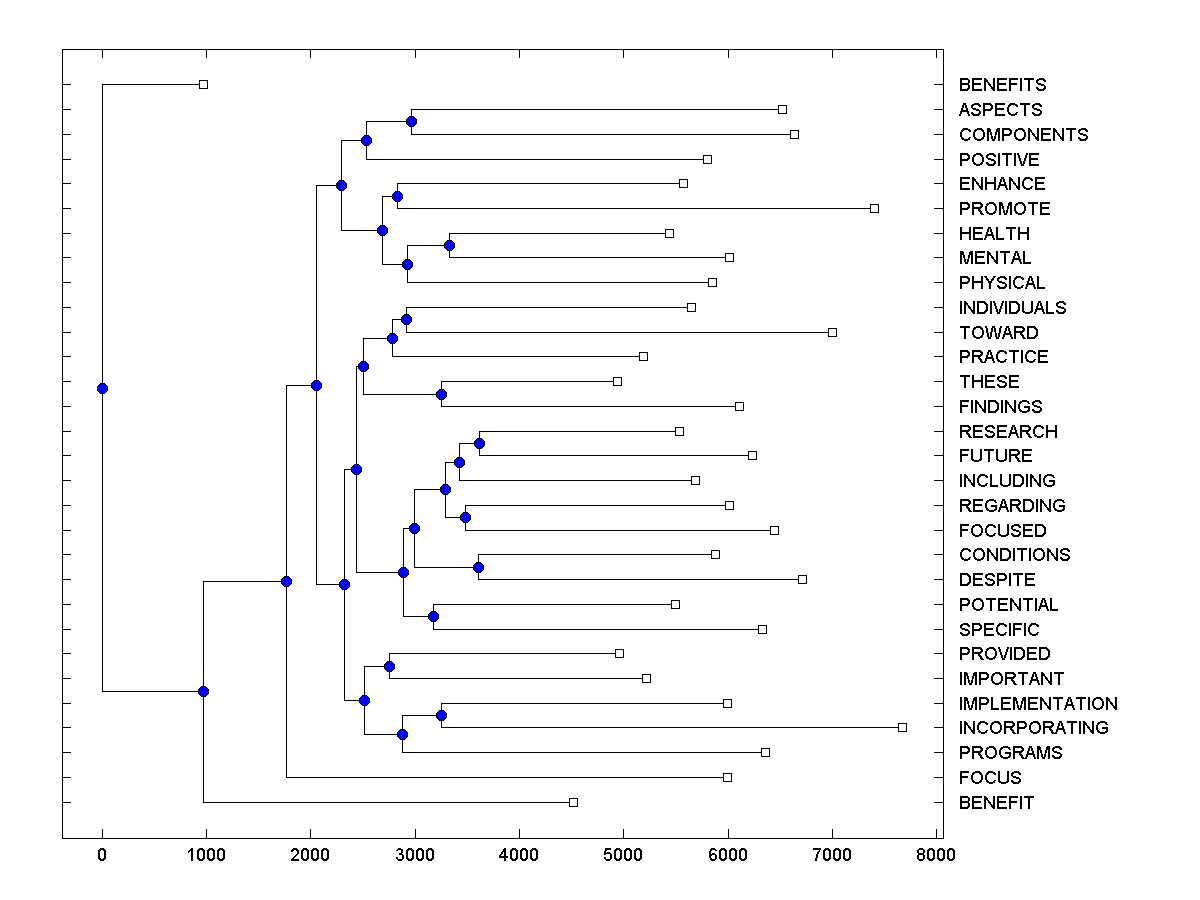 BENEFITS
ASPECTS
COMPONENTS
POSITIVE
ENHANCE
PROMOTE
HEALTH
MENTAL
PHYSICAL
INDIVIDUALS
TOWARD
PRACTICE
THESE
FINDINGS
RESEARCH
FUTURE
INCLUDING
REGARDING
FOCUSED
CONDITIONS
DESPITE
POTENTIAL
SPECIFIC
PROVIDED
IMPORTANT
IMPLEMENTATION
INCORPORATING
PROGRAMS
FOCUS
BENEFIT
0 1000 2000 3000 4000 5000 6000 7000 8000